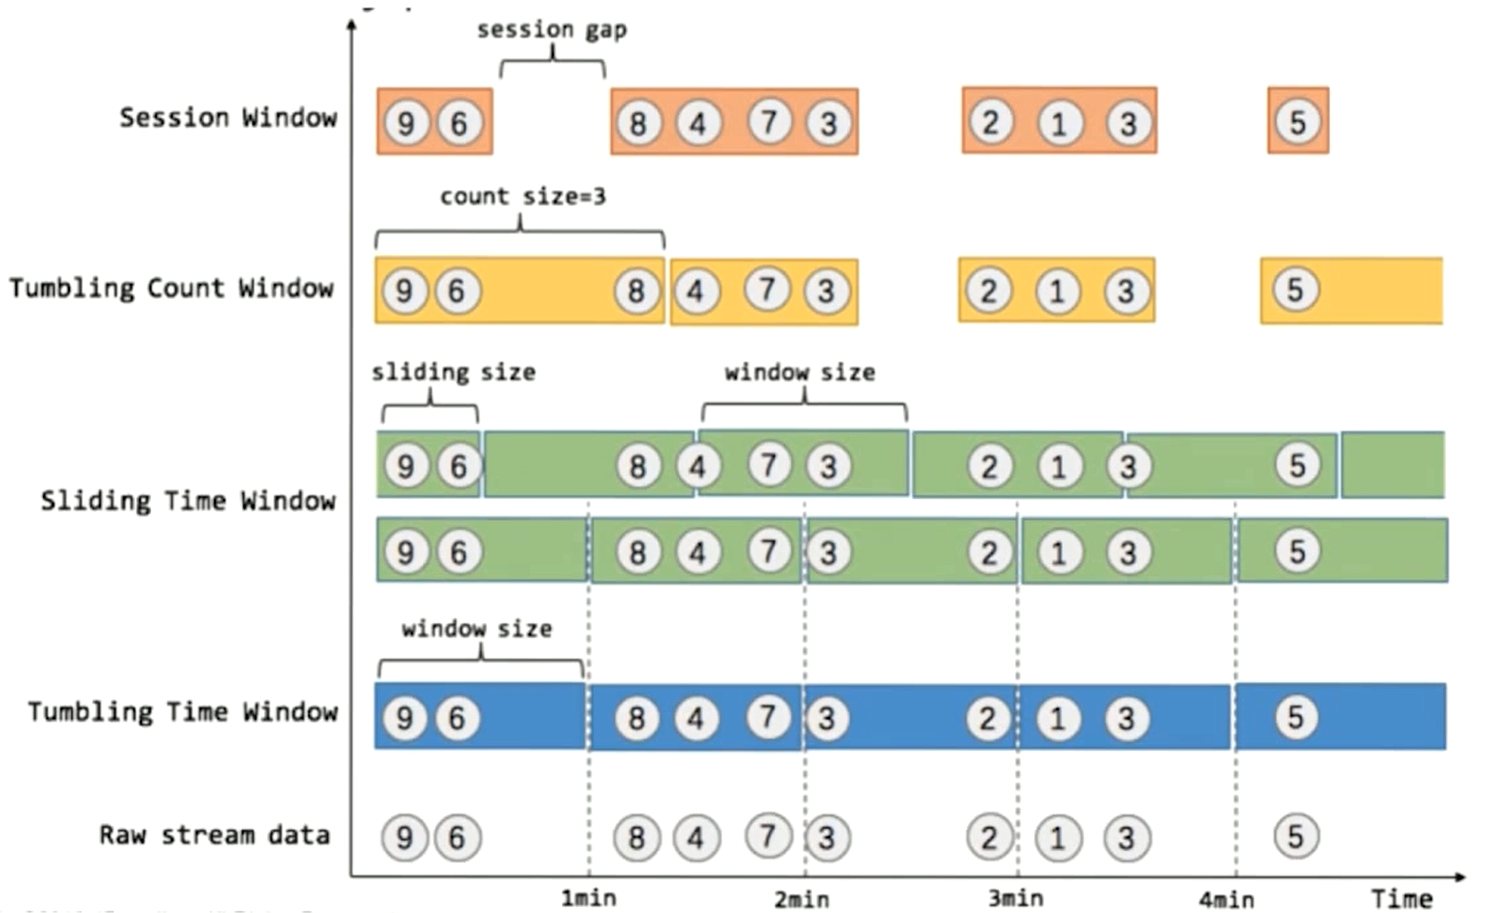 session gap
Session Window 9 6 8 4 7 3 2 1 3 5
count size=3
Tumbling Count Window 9 6 8 4 7 3 2 1 3 5
sliding size window size
9 6 8 4 7 3 2 1 3 5
Sliding Time Window
9 6 8 4 7 3 2 1 3 5
window size
Tumbling Time Window 9 6 8 4 7 3 2 1 3 5
Raw stream data 9 6 8 4 7 3 2 1 3 5
1min 2min 3min 4min Time